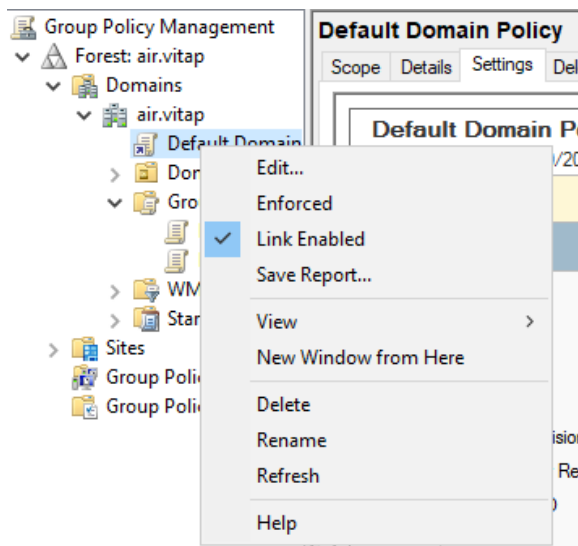 Group Policy Management
Forest: air.vitap
Domains
air.vitap
Default Domain
Dor
Gro
WM
Star
Sites
Group Poli
Group Poli
Default Domain Policy
Scope Details Settings Del
Default Domain P
Edit...
Enforced
Link Enabled
Save Report...
View
New Window from Here
Delete
Rename
Refresh
Help
/20
isio
Re